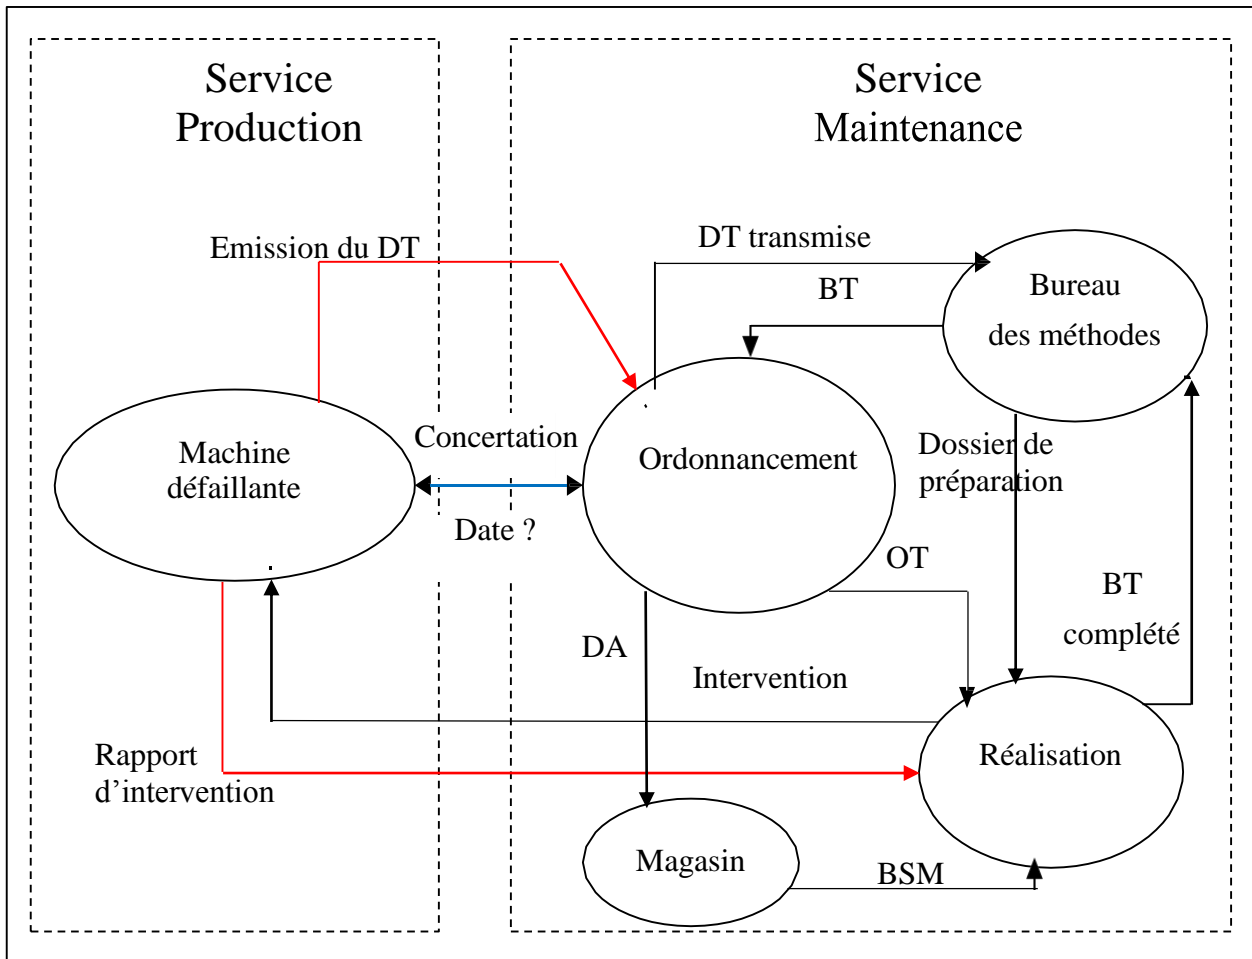 Service
Production
Service
Maintenance
Emission du DT
DT transmise
BT
Bureau
des méthodes
Machine
défaillante
Concertation
Date ?
Ordonnancement
Dossier de
préparation
OT
BT
complété
DA
Intervention
Rapport
d’intervention
Réalisation
Magasin
BSM